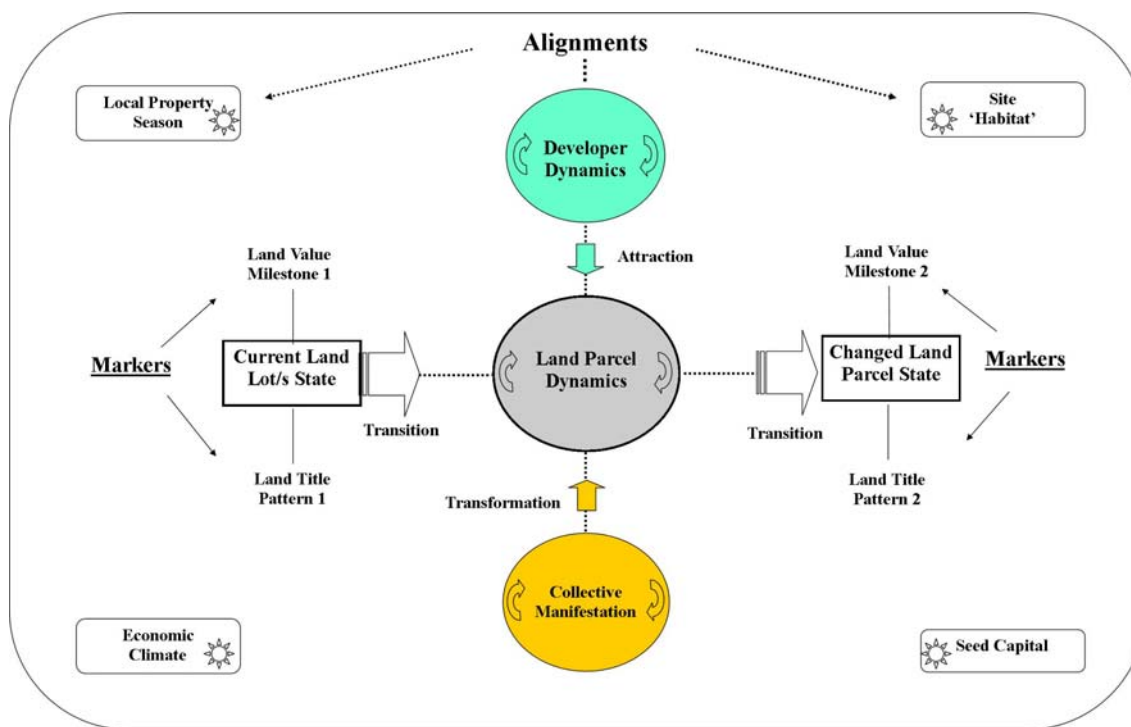 Alignments
Local Property
Season
Site
‘Habitat’
Developer
Dynamics
Attraction
Land Value
Milestone 1
Land Value
Milestone 2
Markers
Current Land
Lot/s State
Land Parcel
Dynamics
Changed Land
Parcel State
Markers
Transition
Transition
Land Title
Pattern 1
Transformation
Land Title
Pattern 2
Collective
Manifestation
Economic
Climate
Seed Capital